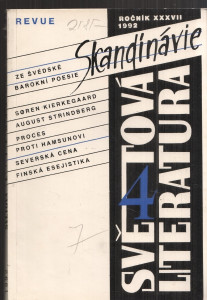 REVUE
ROČNÍK XXXVII
1992
Skandinávie
ZE ŠVÉDSKÉ
BAROKNÍ POESIE
SØREN KIERKEGAARD
AUGUST STRINDBERG
PROCES
PROTI HAMSUNOVI
SEVERSKÁ CENA
FINSKÁ ESEJISTIKA
SVĚTOVÁ
4
LITERATURA
7